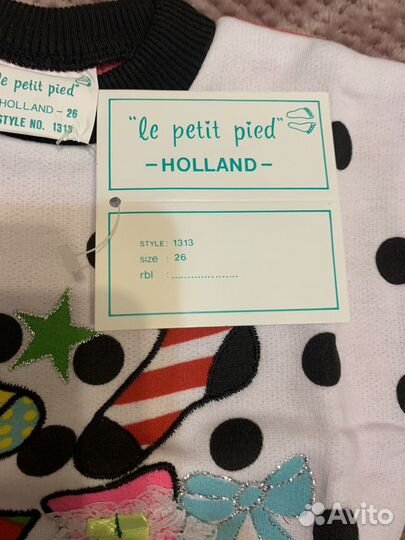 le petit pied"
HOLLAND - 26
STYLE NO. 1313
"le petit pied"
-HOLLAND-
STYLE: 1313
SIZE : 26
rbl : ....................
Avito